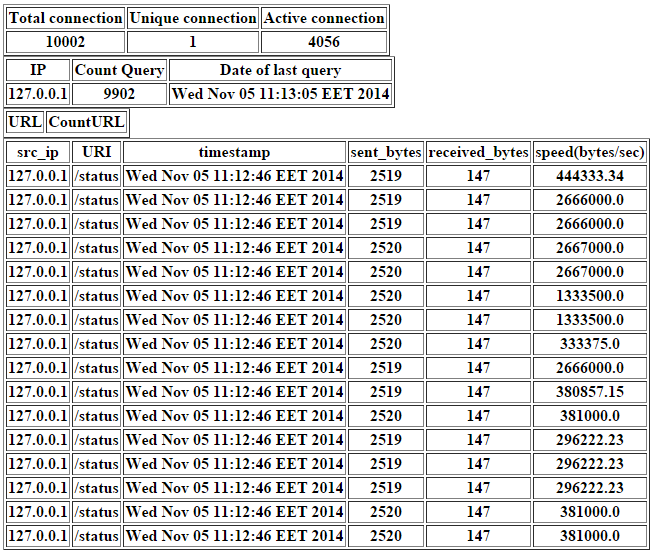 Total connection Unique connection Active connection
10002 1 4056
IP Count Query Date of last query
127.0.0.1 9902 Wed Nov 05 11:13:05 EET 2014
URL CountURL
src_ip URI timestamp sent_bytes received_bytes speed(bytes/sec)
127.0.0.1 /status Wed Nov 05 11:12:46 EET 2014 2519 147 444333.34
127.0.0.1 /status Wed Nov 05 11:12:46 EET 2014 2519 147 2666000.0
127.0.0.1 /status Wed Nov 05 11:12:46 EET 2014 2519 147 2666000.0
127.0.0.1 /status Wed Nov 05 11:12:46 EET 2014 2520 147 2667000.0
127.0.0.1 /status Wed Nov 05 11:12:46 EET 2014 2520 147 2667000.0
127.0.0.1 /status Wed Nov 05 11:12:46 EET 2014 2520 147 1333500.0
127.0.0.1 /status Wed Nov 05 11:12:46 EET 2014 2520 147 1333500.0
127.0.0.1 /status Wed Nov 05 11:12:46 EET 2014 2520 147 333375.0
127.0.0.1 /status Wed Nov 05 11:12:46 EET 2014 2519 147 2666000.0
127.0.0.1 /status Wed Nov 05 11:12:46 EET 2014 2519 147 380857.15
127.0.0.1 /status Wed Nov 05 11:12:46 EET 2014 2520 147 381000.0
127.0.0.1 /status Wed Nov 05 11:12:46 EET 2014 2519 147 296222.23
127.0.0.1 /status Wed Nov 05 11:12:46 EET 2014 2519 147 296222.23
127.0.0.1 /status Wed Nov 05 11:12:46 EET 2014 2519 147 296222.23
127.0.0.1 /status Wed Nov 05 11:12:46 EET 2014 2520 147 381000.0
127.0.0.1 /status Wed Nov 05 11:12:46 EET 2014 2520 147 381000.0